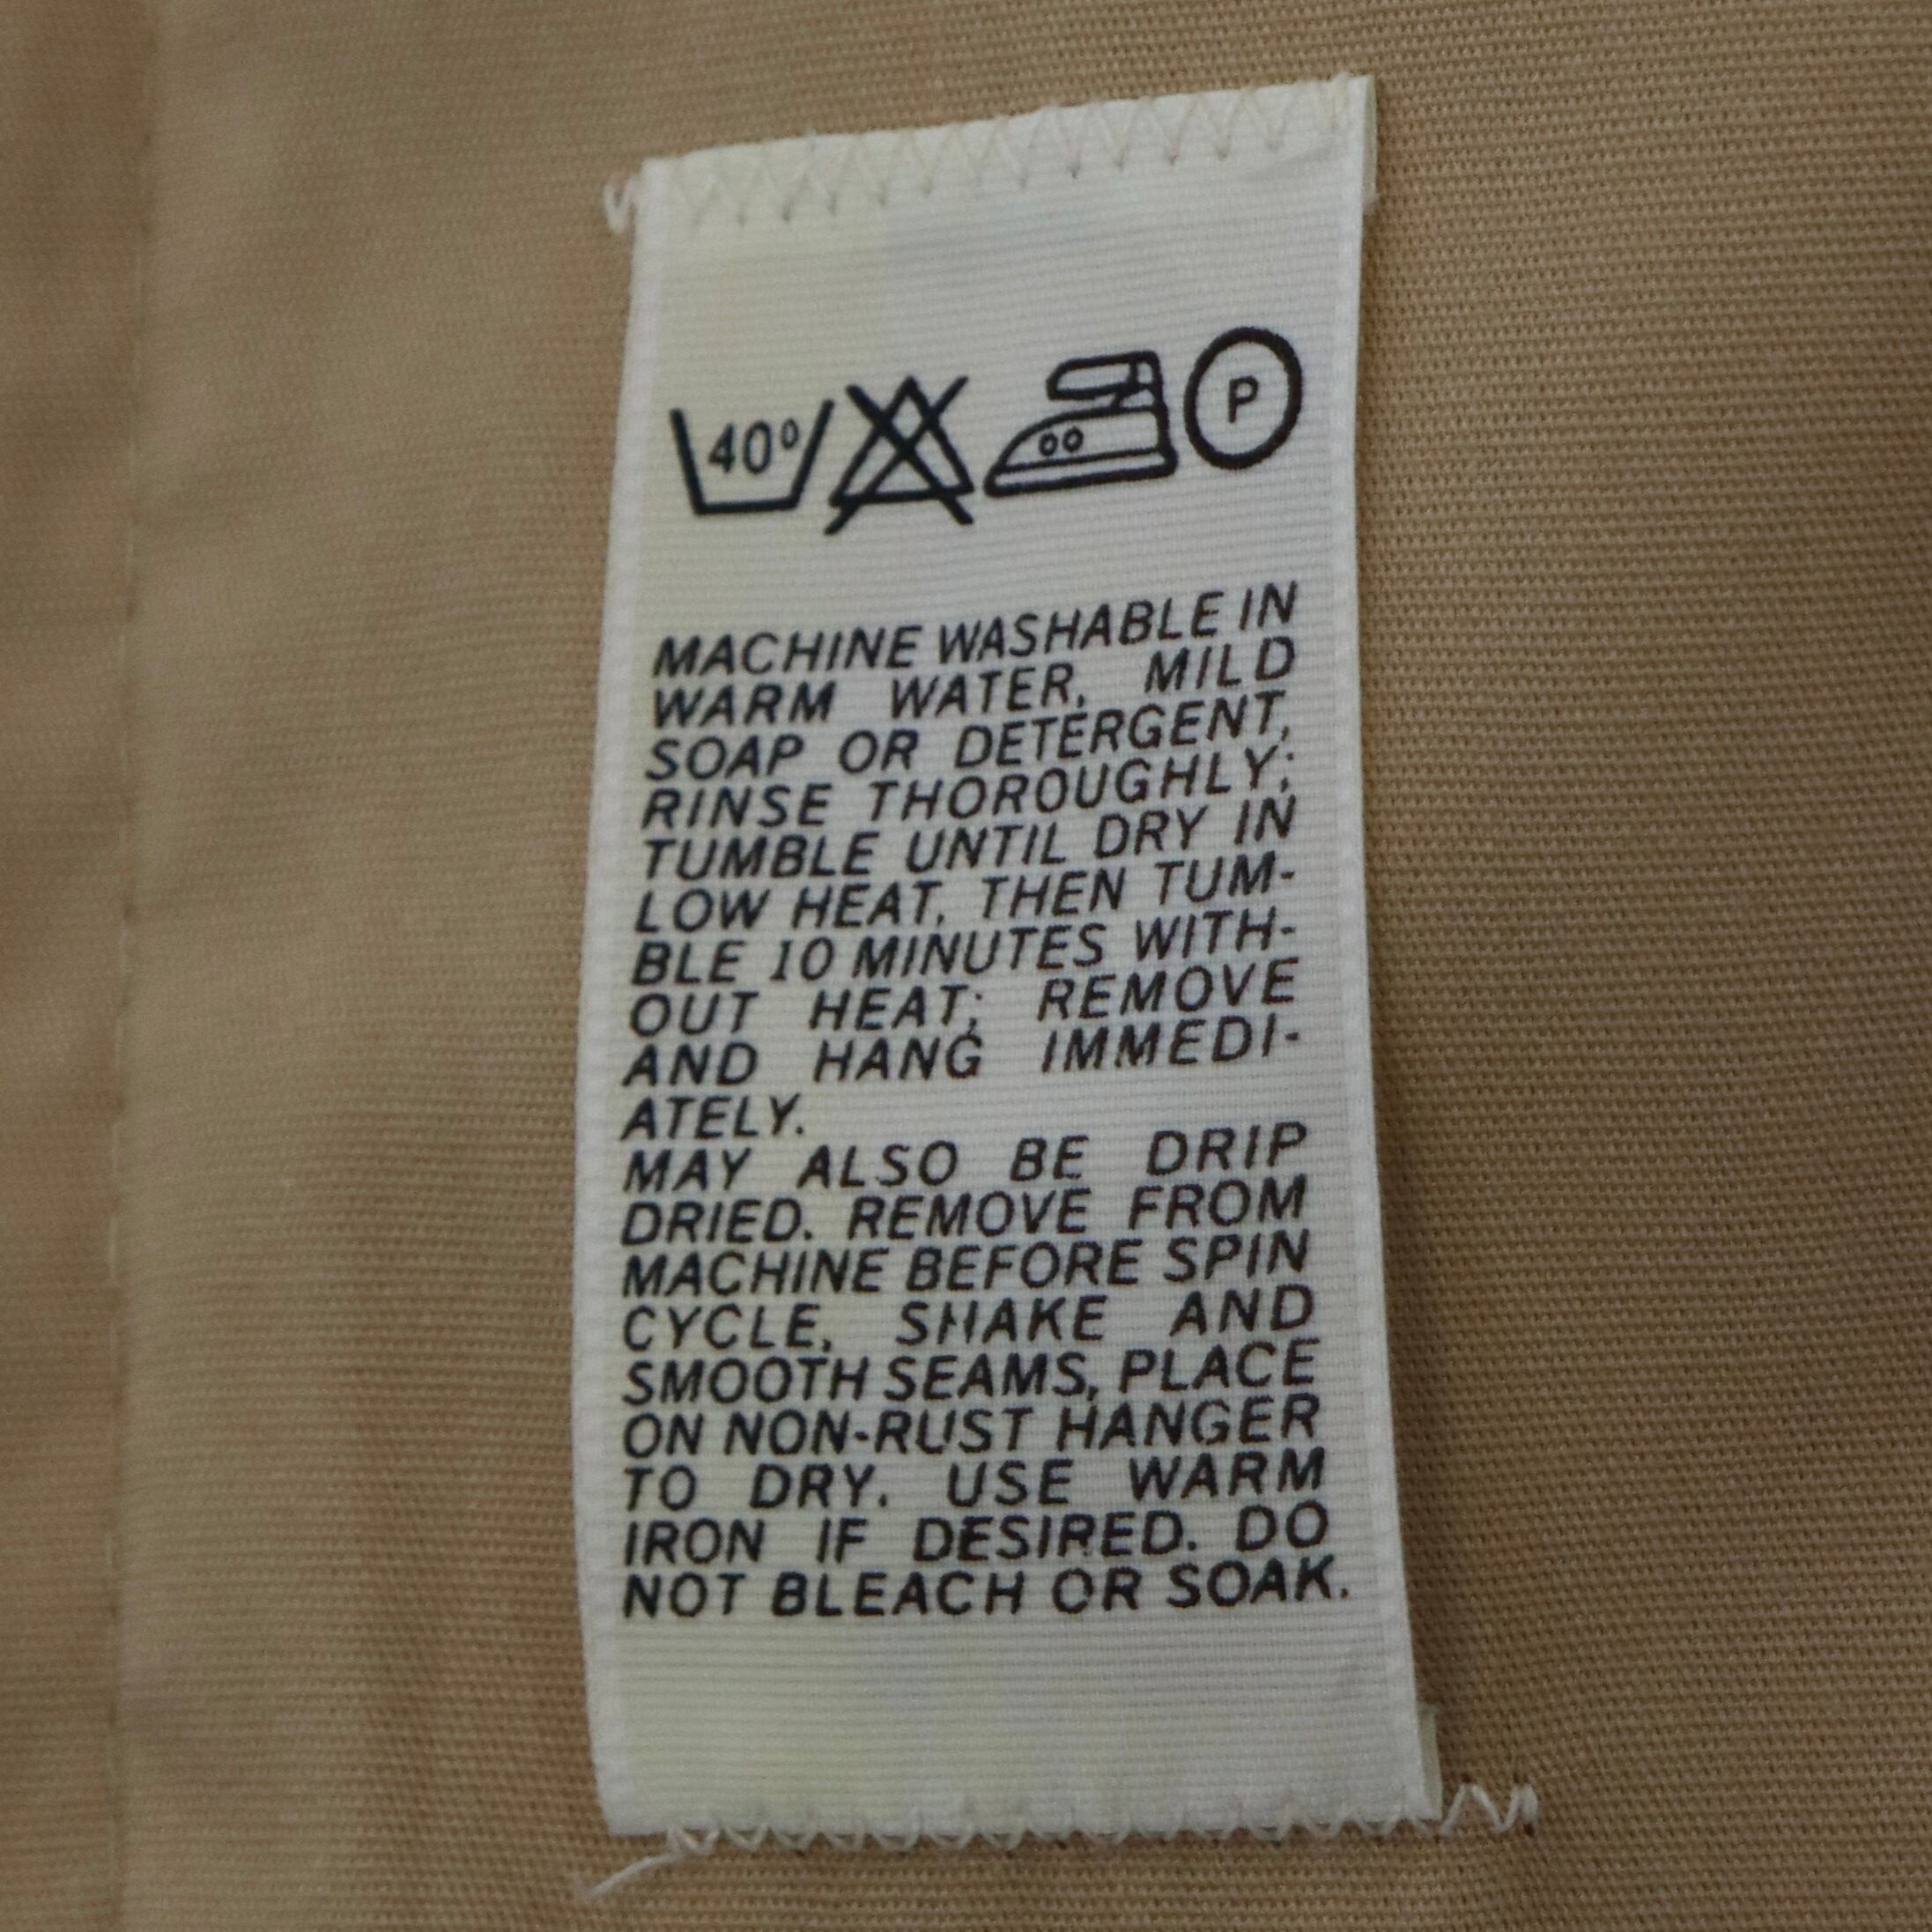 40° P
MACHINE WASHABLE IN
WARM WATER, MILD
SOAP OR DETERGENT,
RINSE THOROUGHLY;
TUMBLE UNTIL DRY IN
LOW HEAT, THEN TUM-
BLE 10 MINUTES WITH-
OUT HEAT; REMOVE
AND HANG IMMEDI-
ATELY.
MAY ALSO BE DRIP
DRIED. REMOVE FROM
MACHINE BEFORE SPIN
CYCLE, SHAKE AND
SMOOTH SEAMS, PLACE
ON NON-RUST HANGER
TO DRY. USE WARM
IRON IF DESIRED. DO
NOT BLEACH OR SOAK.